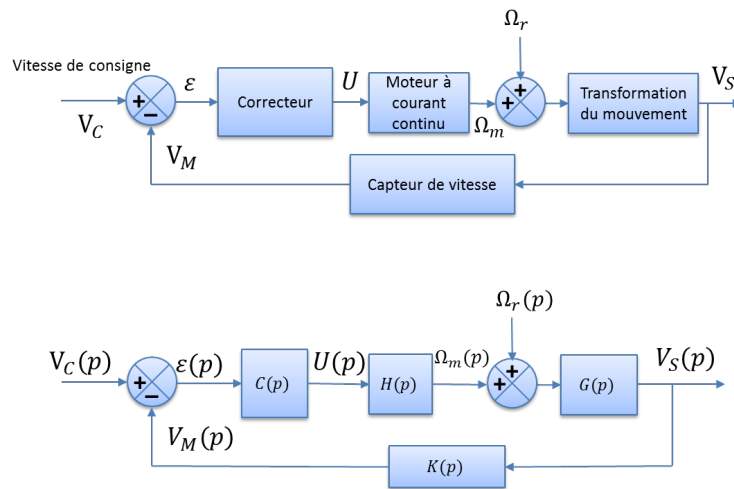 Ω_r
Vitesse de consigne
V_C
+
−
ε
Correcteur
U
Moteur à
courant
continu
Ω_m
+
+
Transformation
du mouvement
V_S
V_M
Capteur de vitesse
Ω_r(p)
V_C(p)
+
−
ε(p)
C(p)
U(p)
H(p)
Ω_m(p)
+
+
G(p)
V_S(p)
V_M(p)
K(p)